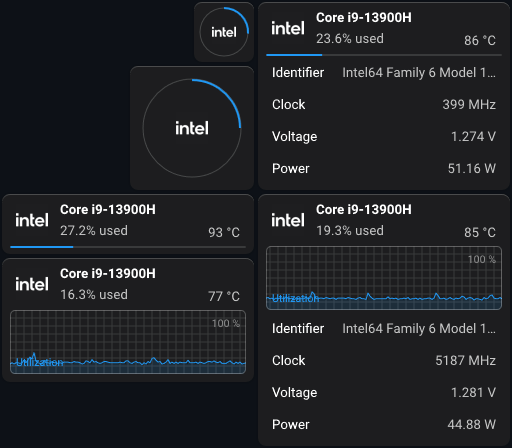 intel
intel
intel
Core i9-13900H
23.6% used
86 °C
Identifier
Intel64 Family 6 Model 1...
Clock
399 MHz
Voltage
1.274 V
Power
51.16 W
intel
Core i9-13900H
27.2% used
93 °C
intel
Core i9-13900H
16.3% used
77 °C
100 %
Utilization
intel
Core i9-13900H
19.3% used
85 °C
100 %
Utilization
Identifier
Intel64 Family 6 Model 1...
Clock
5187 MHz
Voltage
1.281 V
Power
44.88 W